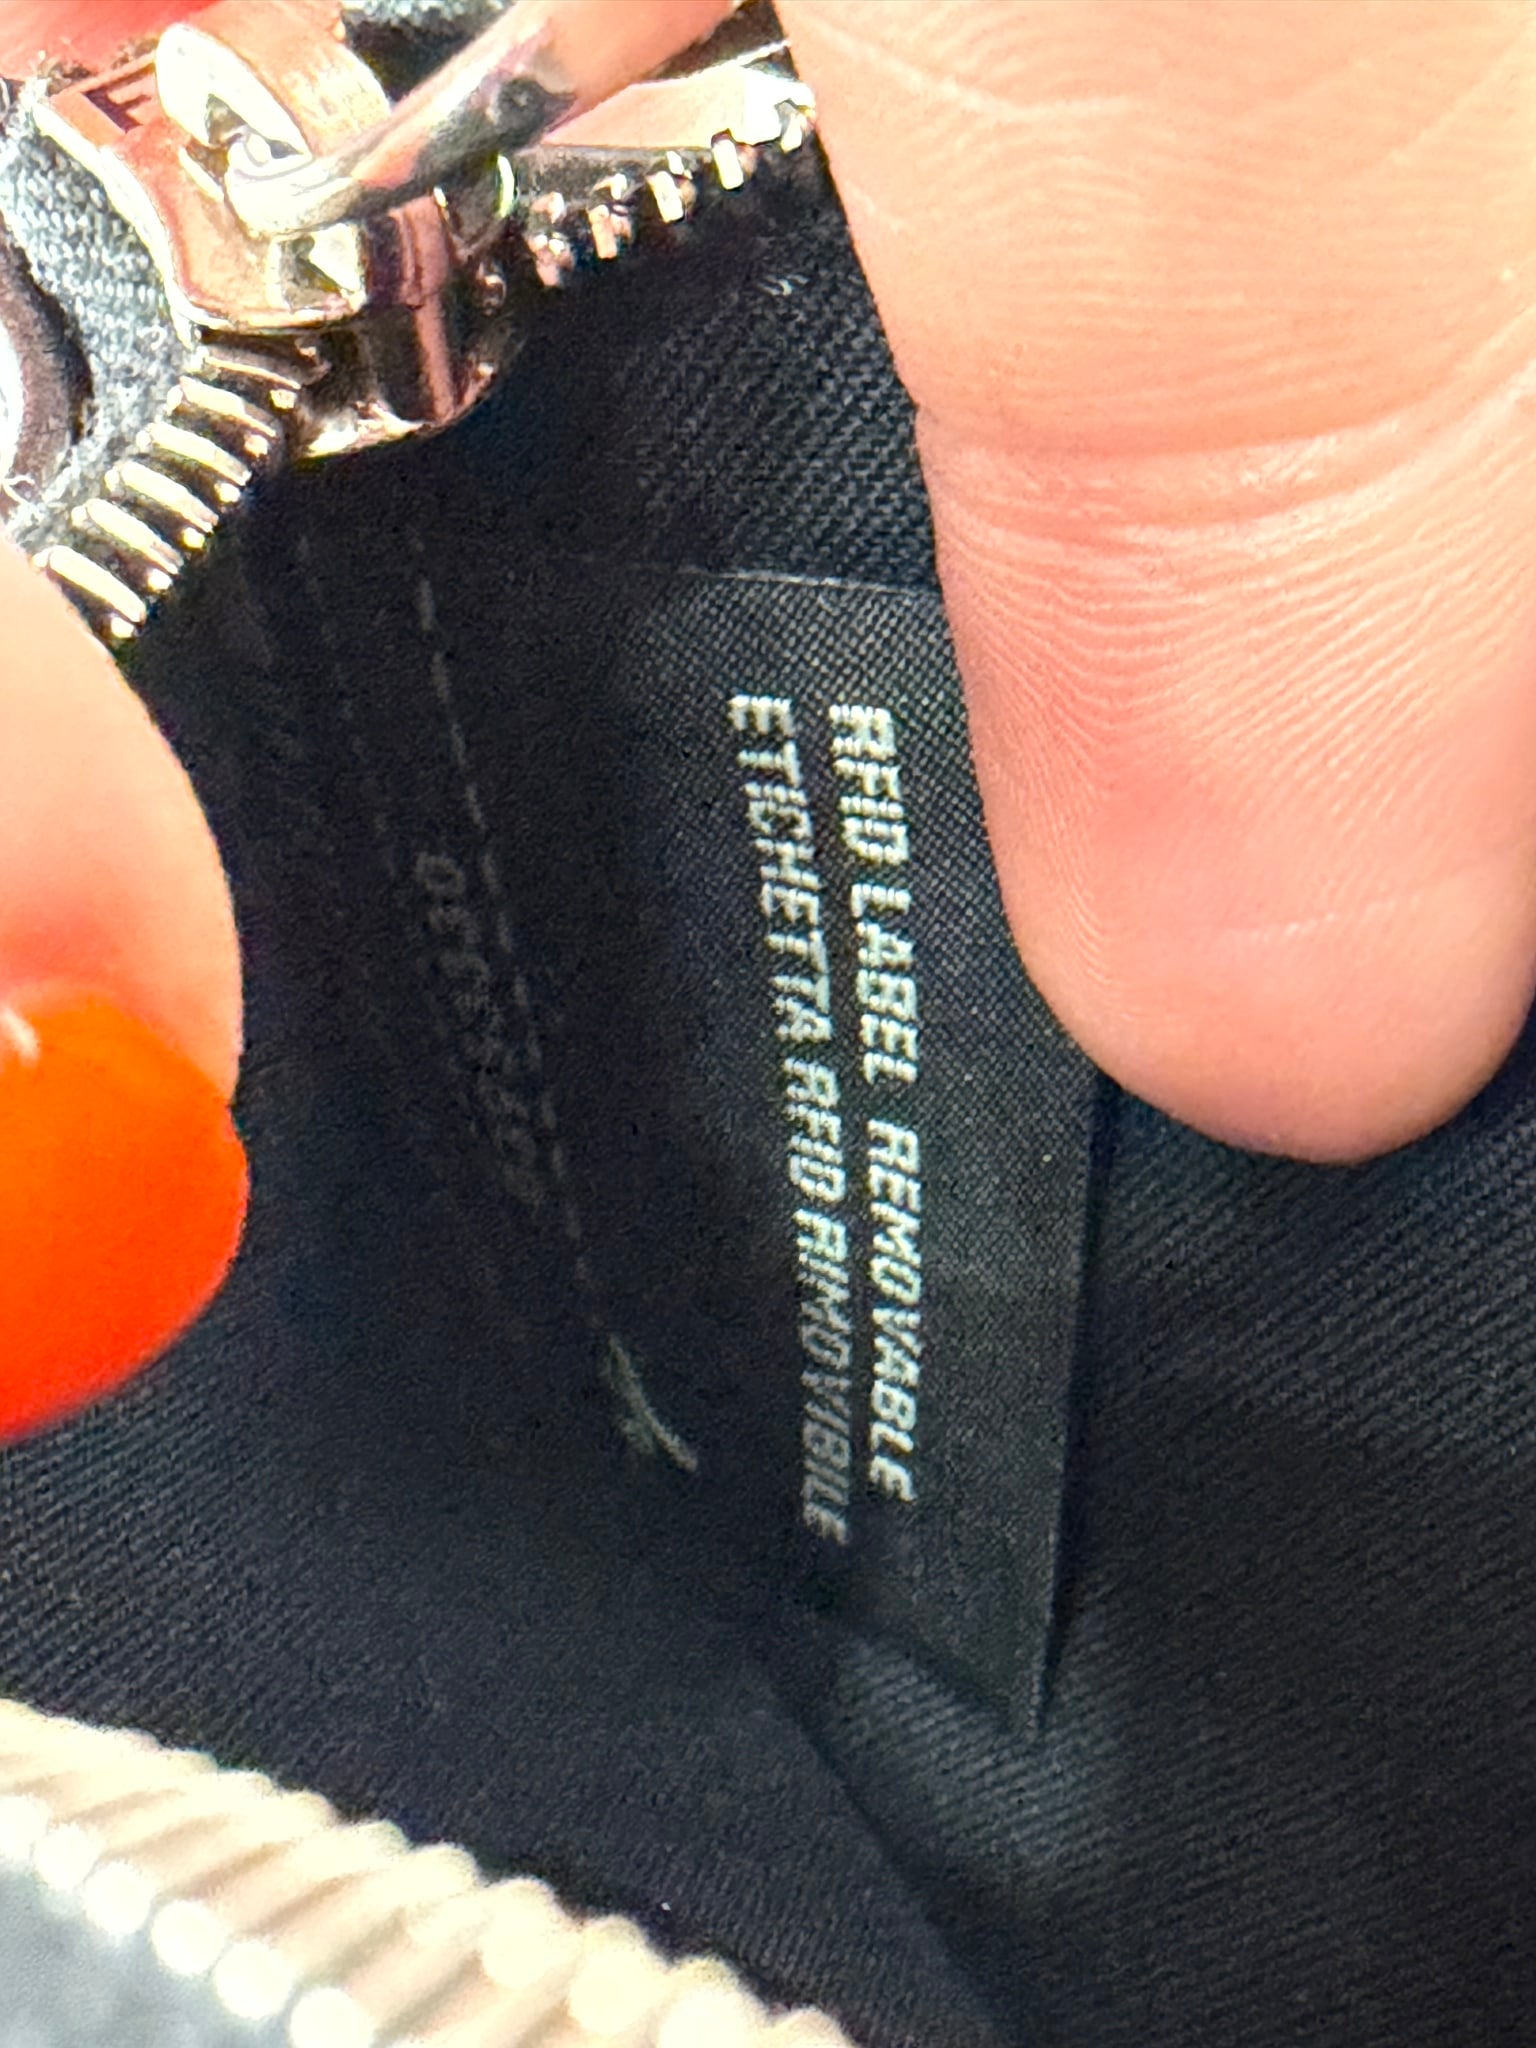 RFID LABEL REMOVABLE
ETICHETTA RFID RIMOVIBILE